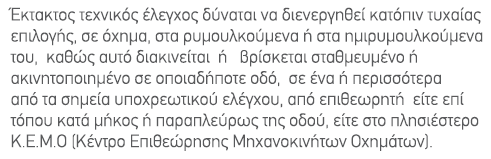 Έκτακτος τεχνικός έλεγχος δύναται να διενεργηθεί κατόπιν τυχαίας
επιλογής, σε όχημα, στα ρυμουλκούμενα ή στα ημιρυμουλκούμενα
του, καθώς αυτό διακινείται ή βρίσκεται σταθμευμένο ή
ακινητοποιημένο σε οποιαδήποτε οδό, σε ένα ή περισσότερα
από τα σημεία υποχρεωτικού ελέγχου, από επιθεωρητή είτε επί
τόπου κατά μήκος ή παραπλεύρως της οδού, είτε στο πλησιέστερο
Κ.Ε.Μ.Ο (Κέντρο Επιθεώρησης Μηχανοκινήτων Οχημάτων).